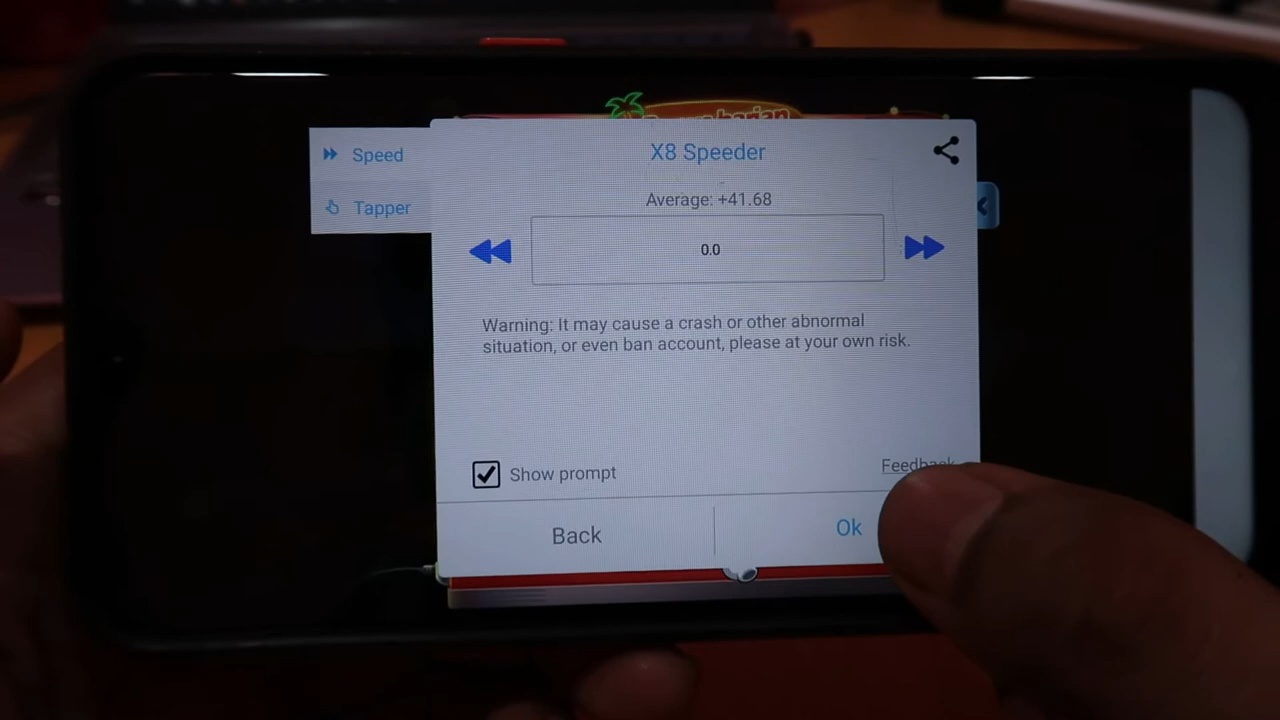 Speed
Tapper
X8 Speeder
Average: +41.68
0.0
Warning: It may cause a crash or other abnormal
situation, or even ban account, please at your own risk.
Show prompt
Feedback
Back
Ok